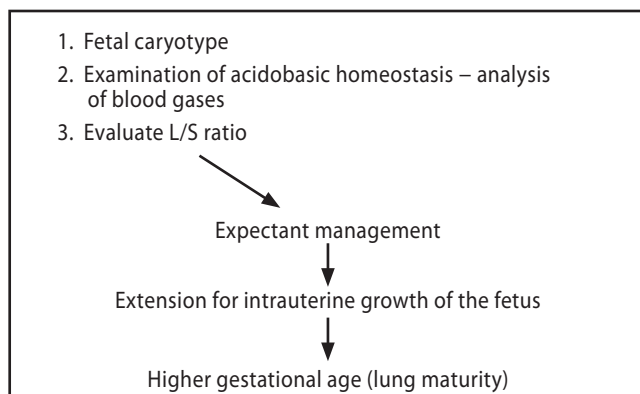 1. Fetal caryotype
2. Examination of acidobasic homeostasis – analysis
of blood gases
3. Evaluate L/S ratio
Expectant management
Extension for intrauterine growth of the fetus
Higher gestational age (lung maturity)